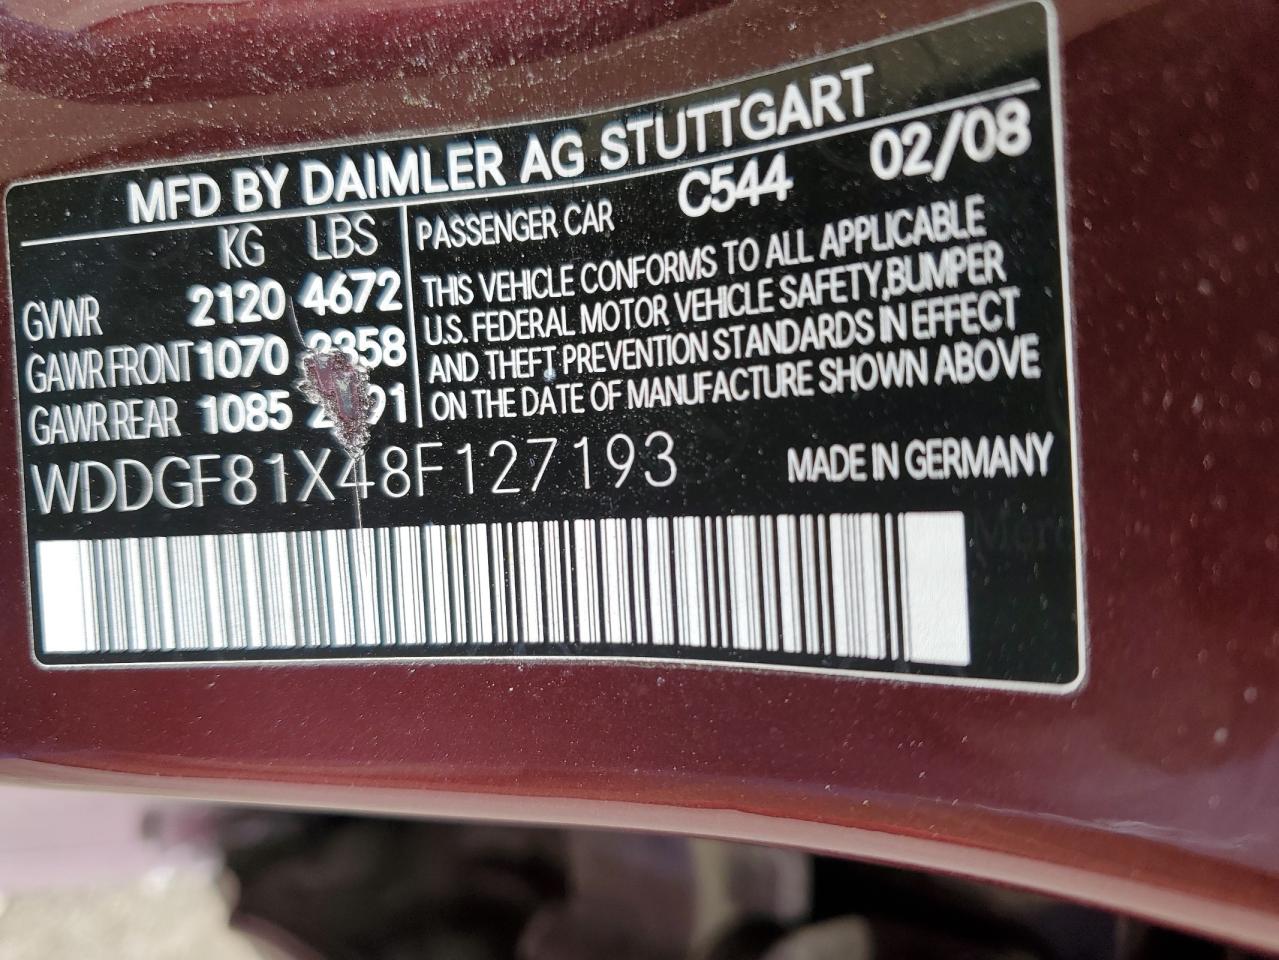 MFD BY DAIMLER AG STUTTGART
C544 02/08
KG LBS
GVWR 2120 4672
GAWR FRONT 1070
GAWR REAR 1085
PASSENGER CAR
THIS VEHICLE CONFORMS TO ALL APPLICABLE
U.S. FEDERAL MOTOR VEHICLE SAFETY,BUMPER
AND THEFT PREVENTION STANDARDS IN EFFECT
ON THE DATE OF MANUFACTURE SHOWN ABOVE
WDDGF81X48F127193
MADE IN GERMANY